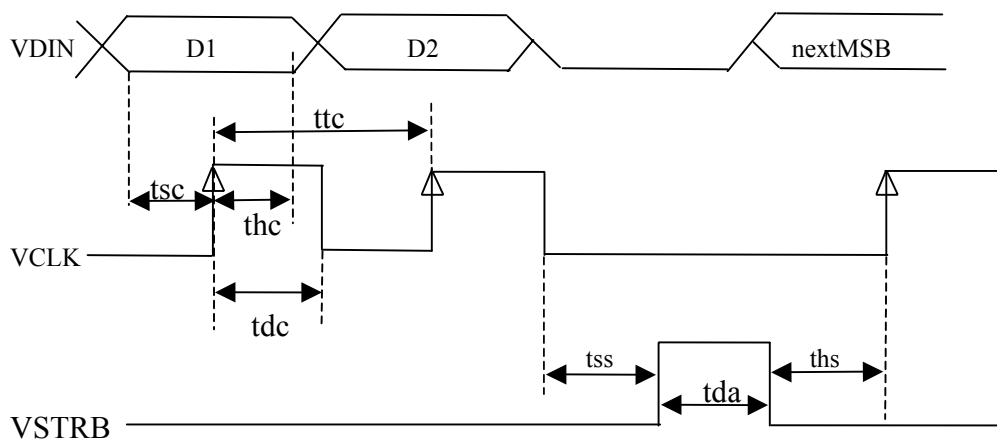 VDIN D1 D2 nextMSB
ttc
tsc
thc
VCLK
tdc
tss ths
tda
VSTRB